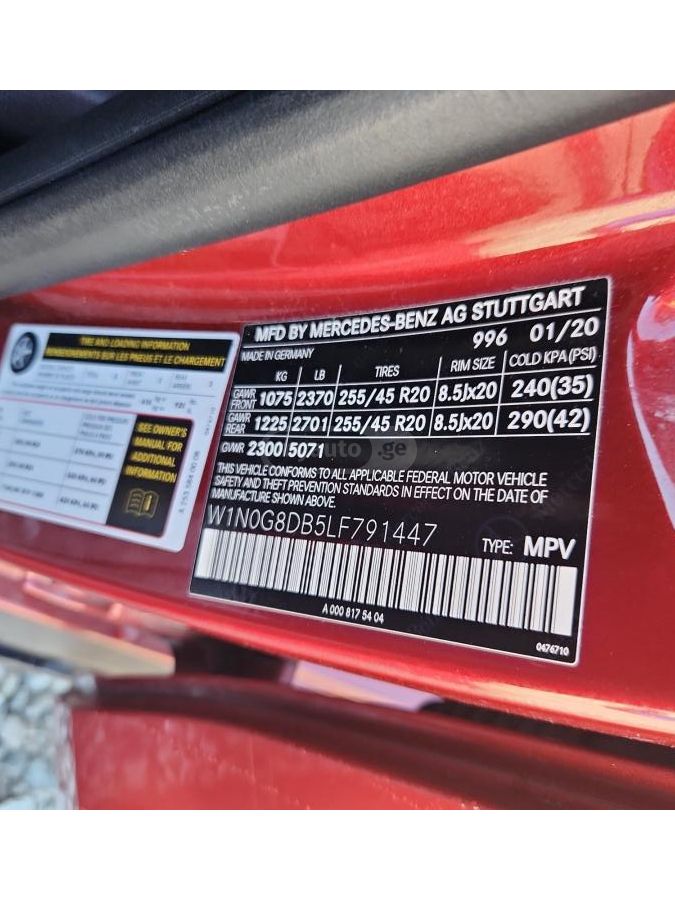 TIRE AND LOADING INFORMATION
RENSEIGNEMENTS SUR LES PNEUS ET LE CHARGEMENT
SEE OWNER'S
MANUAL FOR
ADDITIONAL
INFORMATION
MFD BY MERCEDES-BENZ AG STUTTGART
MADE IN GERMANY 996 01/20
KG LB TIRES RIM SIZE COLD KPA(PSI)
GAWR FRONT 1075 2370 255/45 R20 8.5Jx20 240(35)
GAWR REAR 1225 2701 255/45 R20 8.5Jx20 290(42)
GVWR 2300 5071
auto.ge
THIS VEHICLE CONFORMS TO ALL APPLICABLE FEDERAL MOTOR VEHICLE
SAFETY AND THEFT PREVENTION STANDARDS IN EFFECT ON THE DATE OF
MANUFACTURE SHOWN ABOVE.
W1N0G8DB5LF791447 TYPE: MPV
A 000 817 54 04
0476710